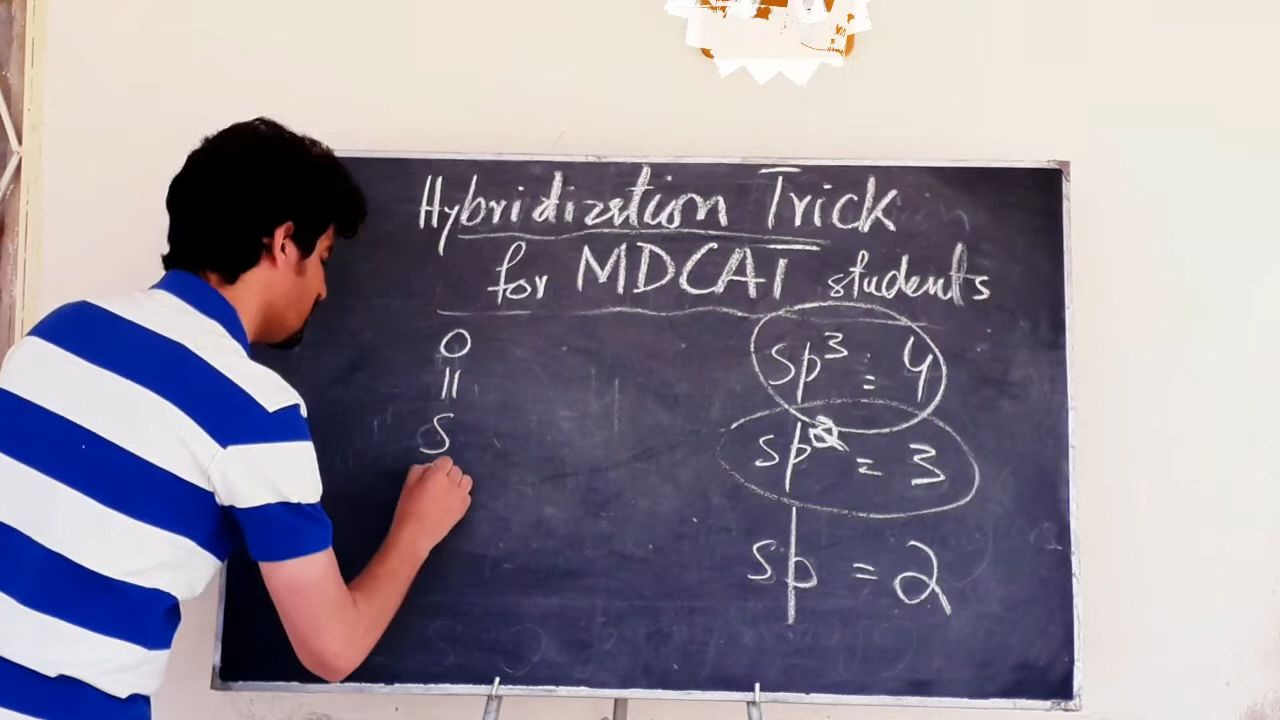 Hybridization Trick
for MDCAT students
O
||
S
sp³ = 4
sp² = 3
sp = 2